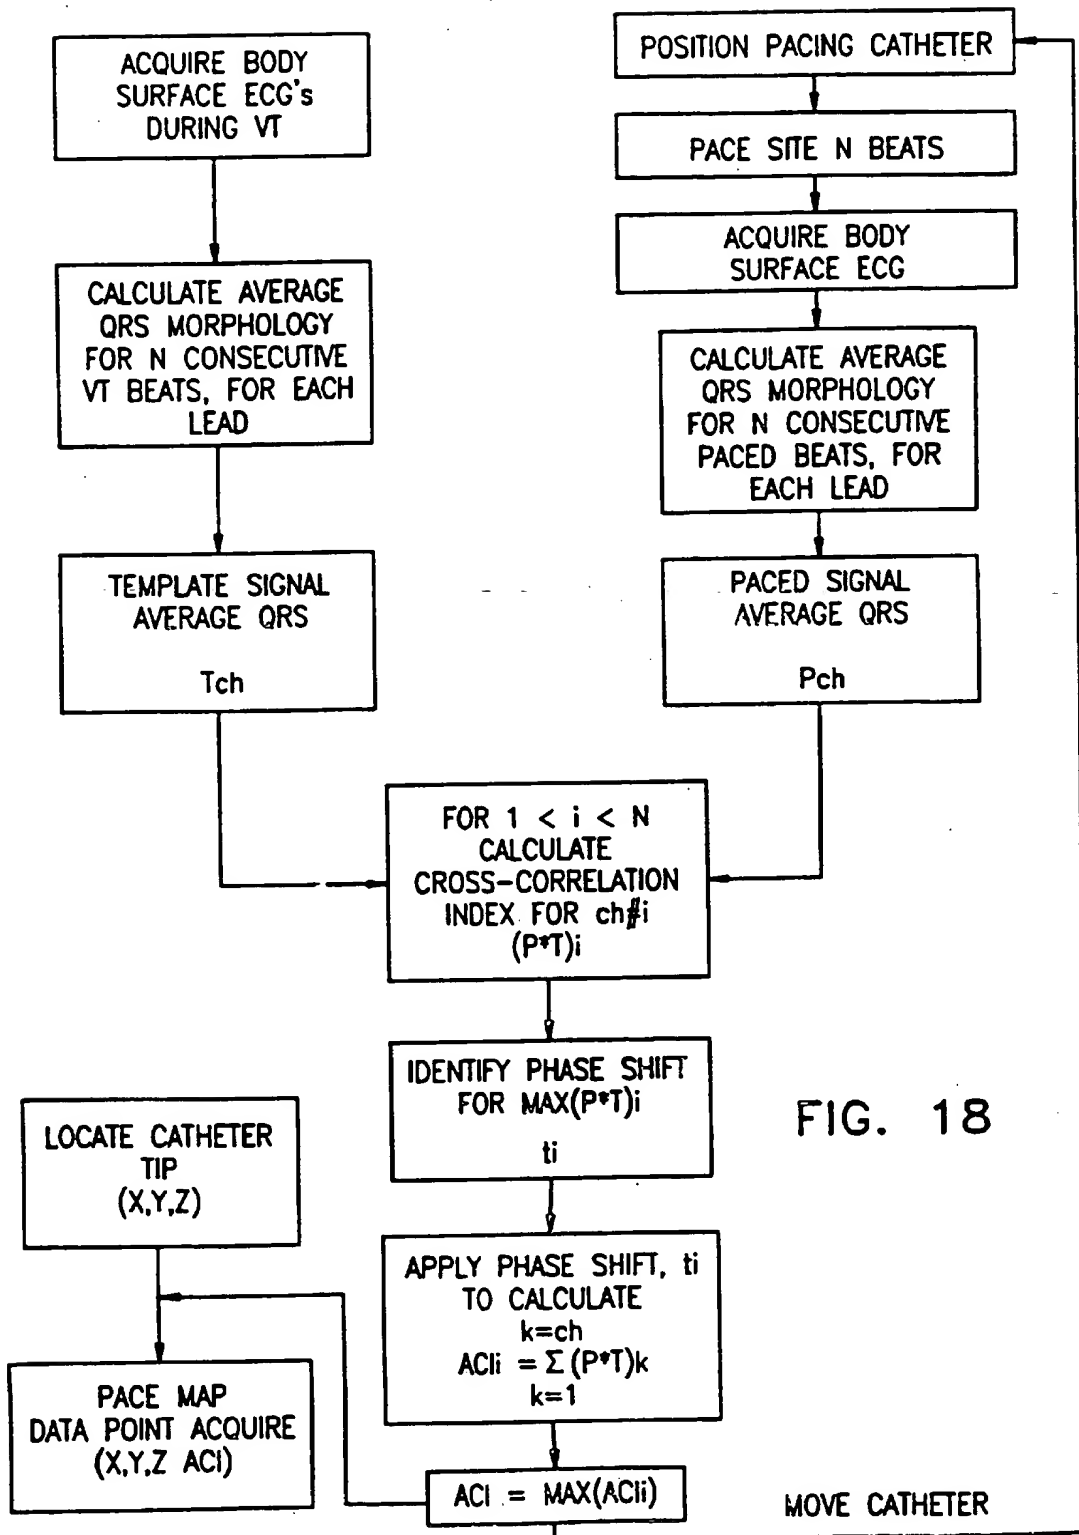 ACQUIRE BODY
SURFACE ECG's
DURING VT
CALCULATE AVERAGE
QRS MORPHOLOGY
FOR N CONSECUTIVE
VT BEATS, FOR EACH
LEAD
TEMPLATE SIGNAL
AVERAGE QRS
Tch
POSITION PACING CATHETER
PACE SITE N BEATS
ACQUIRE BODY
SURFACE ECG
CALCULATE AVERAGE
QRS MORPHOLOGY
FOR N CONSECUTIVE
PACED BEATS, FOR
EACH LEAD
PACED SIGNAL
AVERAGE QRS
Pch
FOR 1 < i < N
CALCULATE
CROSS-CORRELATION
INDEX FOR ch#i
(P*T)i
IDENTIFY PHASE SHIFT
FOR MAX(P*T)i
ti
APPLY PHASE SHIFT, ti
TO CALCULATE
k=ch
ACIi = Σ(P*T)k
k=1
ACI = MAX(ACIi)
LOCATE CATHETER
TIP
(X,Y,Z)
PACE MAP
DATA POINT ACQUIRE
(X,Y,Z ACI)
MOVE CATHETER
FIG. 18